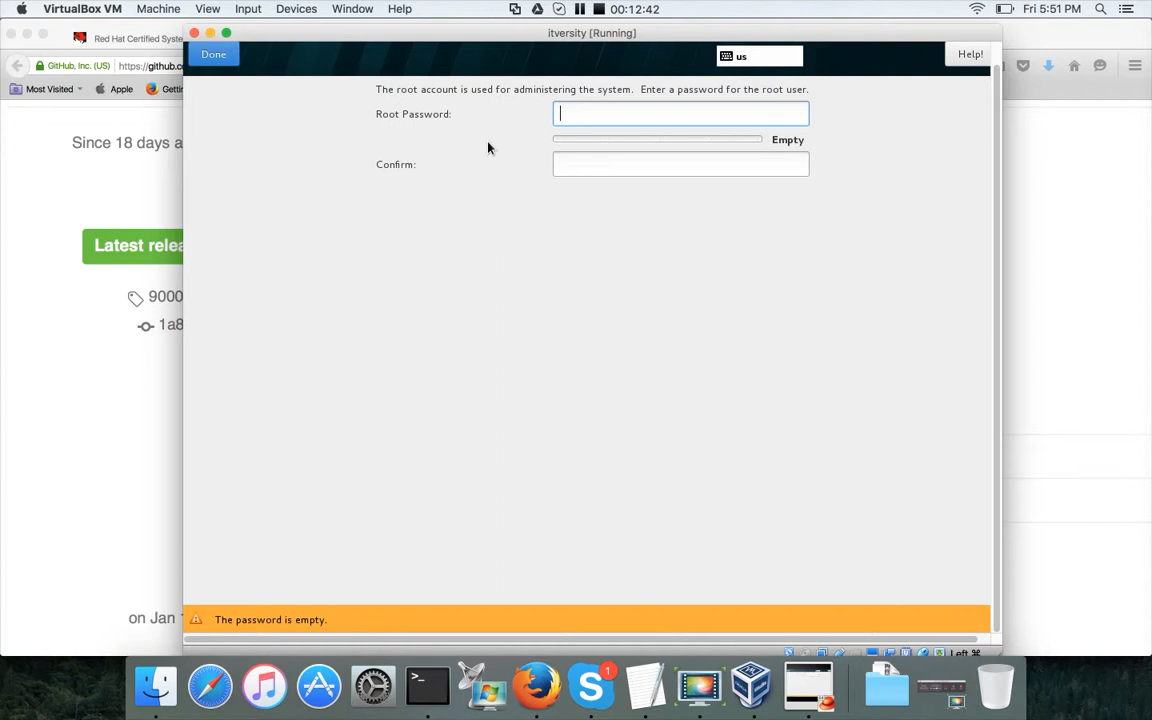 VirtualBox VM Machine View Input Devices Window Help 00:12:42 Fri 5:51 PM
itversity [Running]
Red Hat Certified Syste
GitHub, Inc. (US) https://github.c
Most Visited Apple Gettin
Done us Help!
The root account is used for administering the system. Enter a password for the root user.
Root Password:
Empty
Confirm:
Since 18 days a
Latest relea
9000
1a8
on Jan
The password is empty.
Left ⌘
1